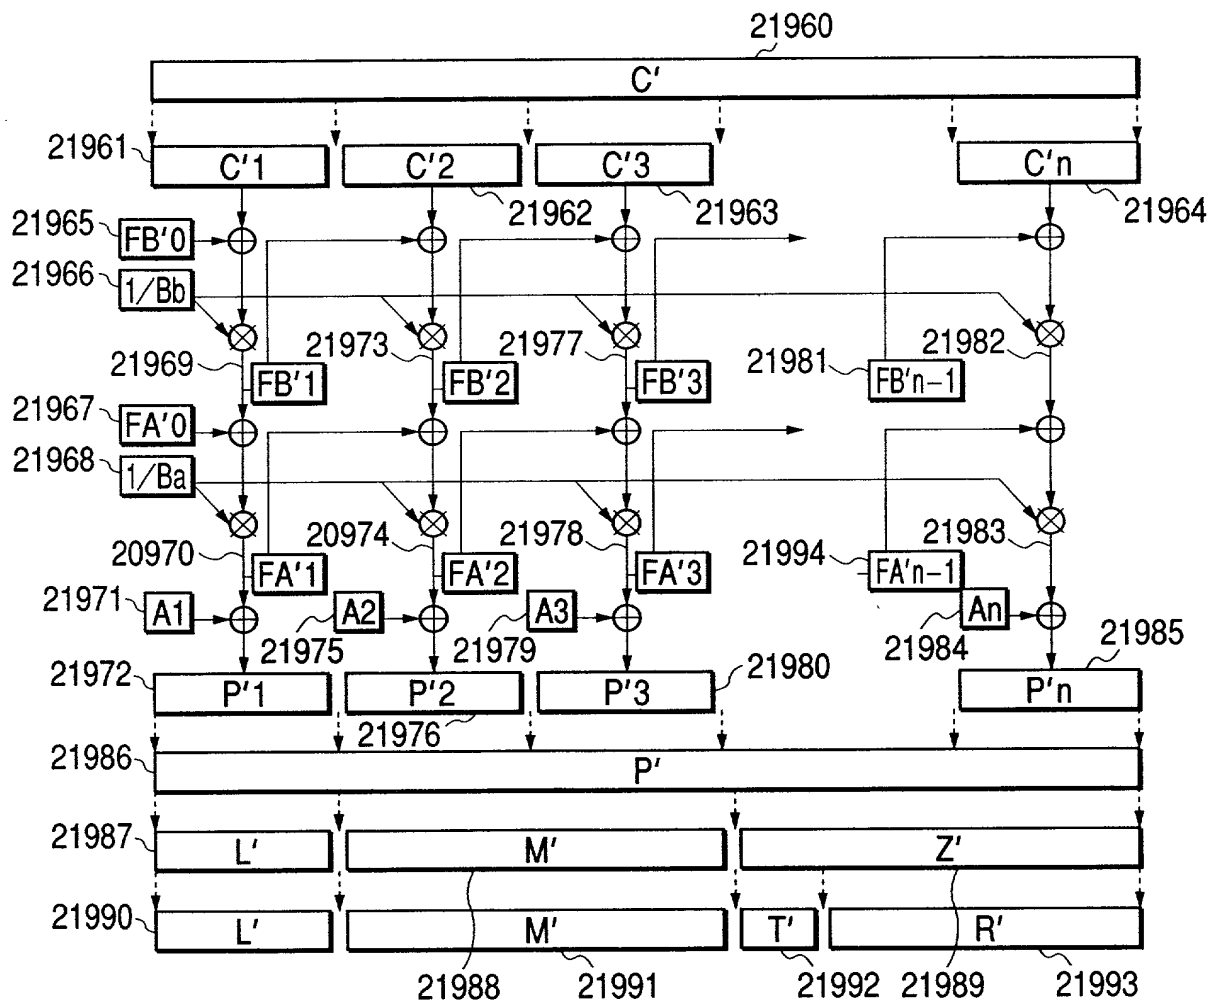 21960
C'
21961
C'1
C'2
C'3
C'n
21962
21963
21964
21965
FB'0
21966
1/Bb
21969
21973
21977
21981
21982
FB'1
FB'2
FB'3
FB'n-1
21967
FA'0
21968
1/Ba
20970
20974
21978
21994
21983
FA'1
FA'2
FA'3
FA'n-1
21971
A1
A2
A3
An
21975
21979
21984
21985
21972
P'1
P'2
P'3
21980
P'n
21976
21986
P'
21987
L'
M'
Z'
21990
L'
M'
T'
R'
21988
21991
21992
21989
21993